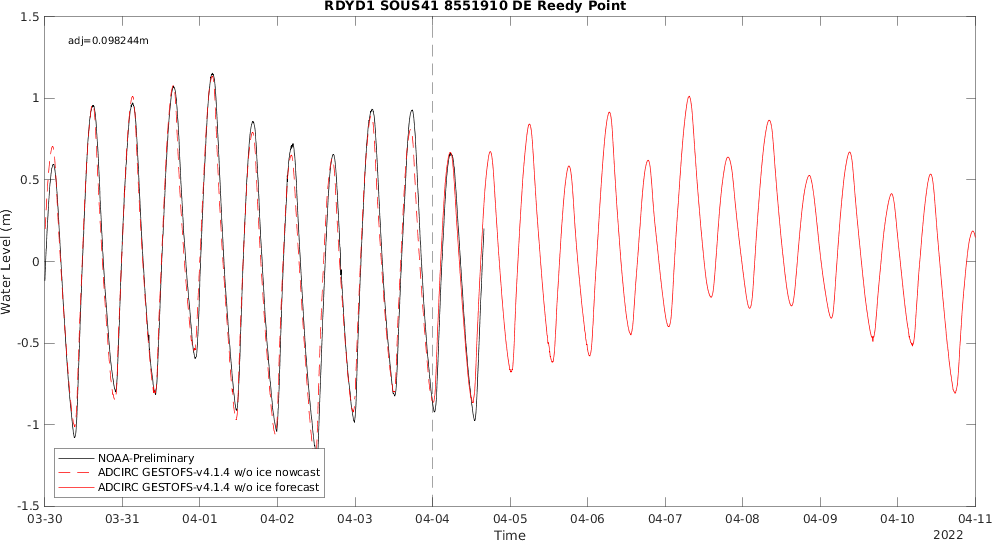 RDYD1 SOUS41 8551910 DE Reedy Point
adj=0.098244m
Water Level (m)
1.5
1
0.5
0
-0.5
-1
-1.5
NOAA-Preliminary
ADCIRC GESTOFS-v4.1.4 w/o ice nowcast
ADCIRC GESTOFS-v4.1.4 w/o ice forecast
03-30 03-31 04-01 04-02 04-03 04-04 04-05 04-06 04-07 04-08 04-09 04-10 04-11
Time
2022